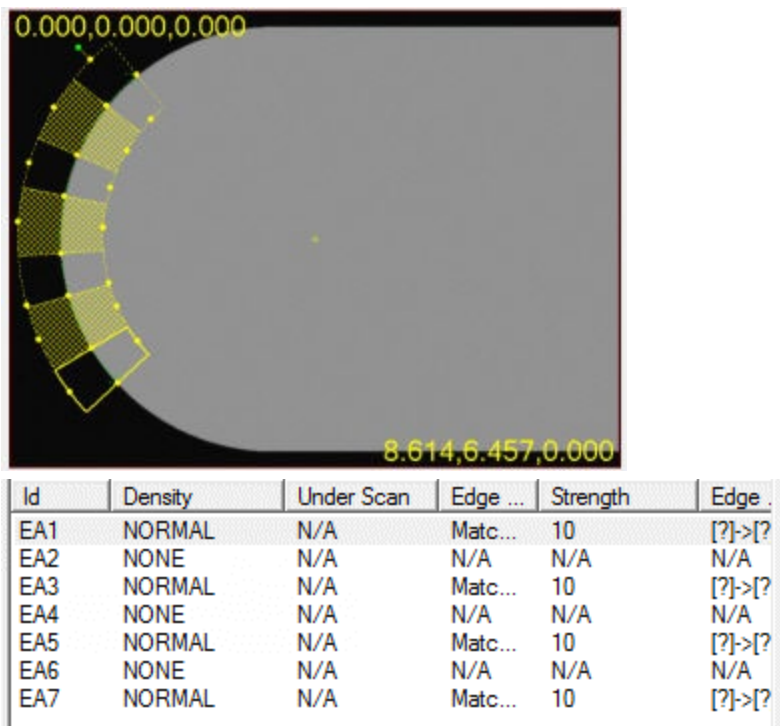 0.000,0.000,0.000
8.614,6.457,0.000
Id Density Under Scan Edge ... Strength Edge .
EA1 NORMAL N/A Matc... 10 [?]->[?
EA2 NONE N/A N/A N/A N/A
EA3 NORMAL N/A Matc... 10 [?]->[?
EA4 NONE N/A N/A N/A N/A
EA5 NORMAL N/A Matc... 10 [?]->[?
EA6 NONE N/A N/A N/A N/A
EA7 NORMAL N/A Matc... 10 [?]->[?